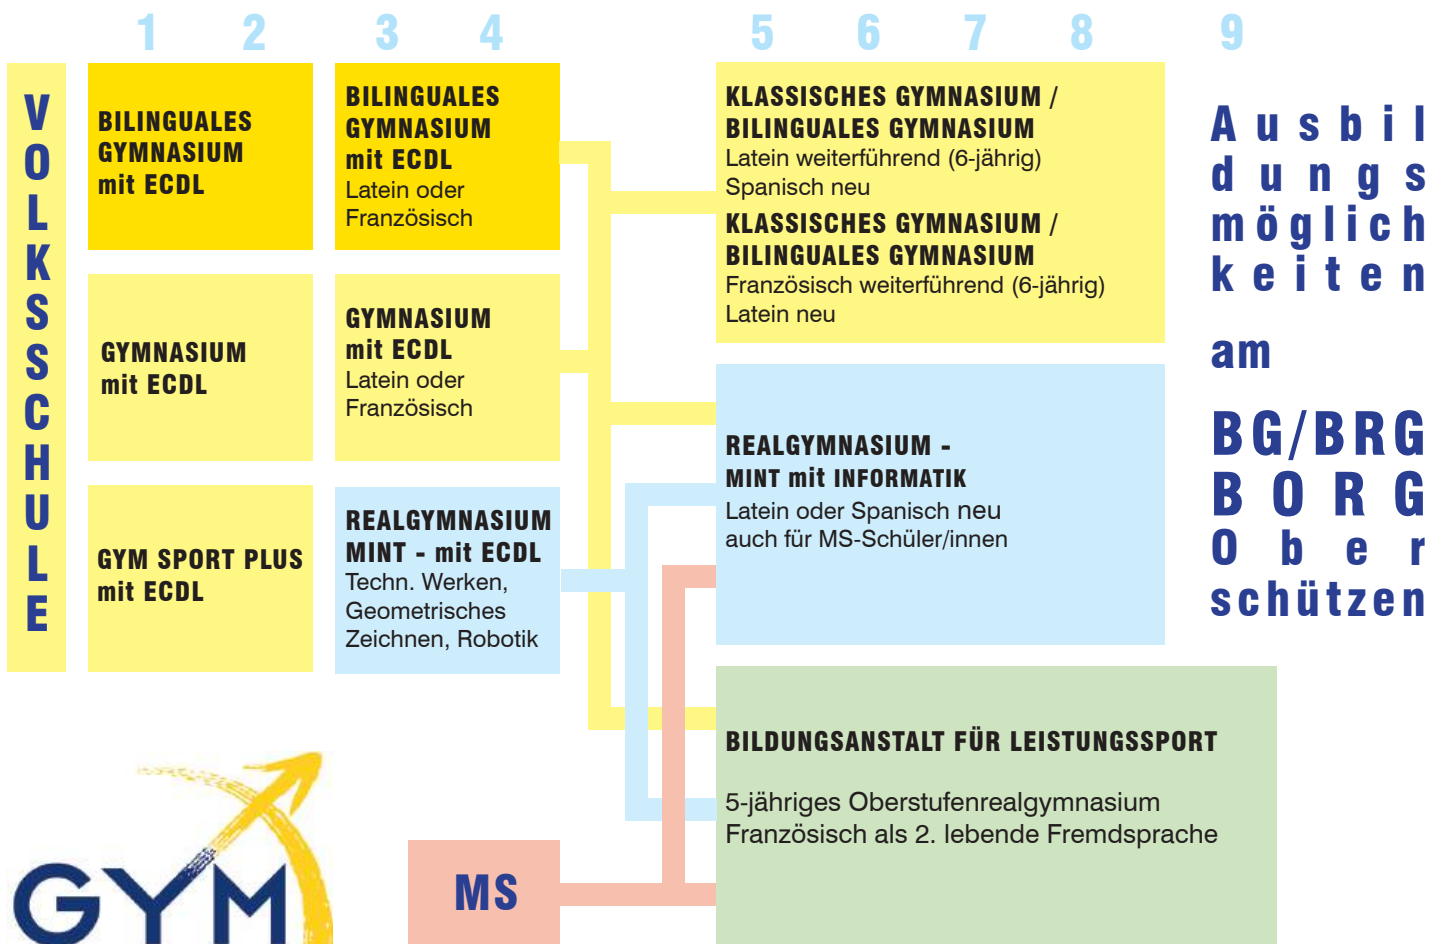 1 2 3 4 5 6 7 8 9
VOLKSSCHULE
BILINGUALES
GYMNASIUM
mit ECDL
GYMNASIUM
mit ECDL
GYM SPORT PLUS
mit ECDL
BILINGUALES
GYMNASIUM
mit ECDL
Latein oder
Französisch
GYMNASIUM
mit ECDL
Latein oder
Französisch
REALGYMNASIUM
MINT - mit ECDL
Techn. Werken,
Geometrisches
Zeichnen, Robotik
MS
KLASSISCHES GYMNASIUM /
BILINGUALES GYMNASIUM
Latein weiterführend (6-jährig)
Spanisch neu
KLASSISCHES GYMNASIUM /
BILINGUALES GYMNASIUM
Französisch weiterführend (6-jährig)
Latein neu
REALGYMNASIUM -
MINT mit INFORMATIK
Latein oder Spanisch neu
auch für MS-Schüler/innen
BILDUNGSANSTALT FÜR LEISTUNGSSPORT
5-jähriges Oberstufenrealgymnasium
Französisch als 2. lebende Fremdsprache
Ausbil
dungs
möglich
keiten
am
BG/BRG
BORG
Ober
schützen
GYM